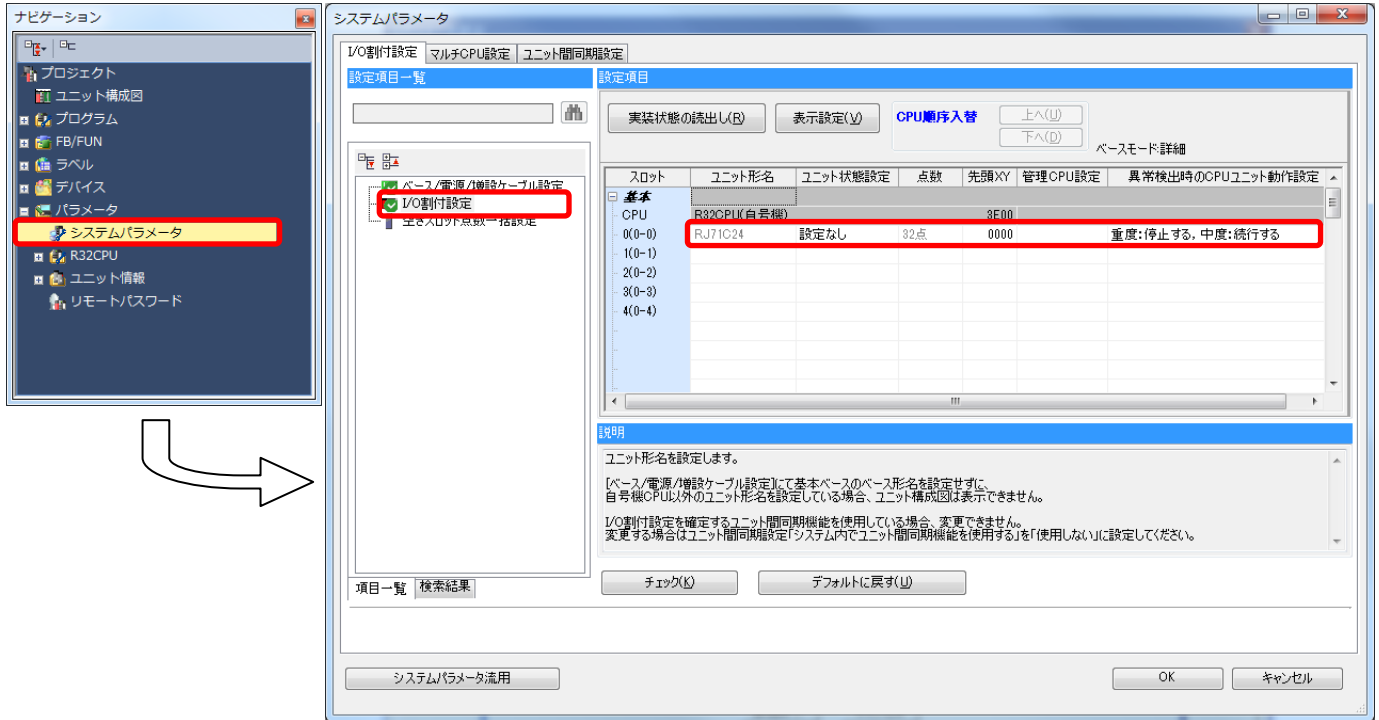 ナビゲーション
プロジェクト
ユニット構成図
プログラム
FB/FUN
ラベル
デバイス
パラメータ
システムパラメータ
R32CPU
ユニット情報
リモートパスワード
システムパラメータ
I/O割付設定 マルチCPU設定 ユニット間同期設定
設定項目一覧
ベース/電源/増設ケーブル設定
I/O割付設定
空きスロット点数一括設定
項目一覧 検索結果
設定項目
実装状態の読出し(R) 表示設定(V) CPU順序入替 上へ(U)
下へ(D)
ベースモード:詳細
スロット ユニット形名 ユニット状態設定 点数 先頭XY 管理CPU設定 異常検出時のCPUユニット動作設定
基本
CPU R32CPU(自号機) 3E00
0(0-0) RJ71C24 設定なし 32点 0000 重度:停止する, 中度:続行する
1(0-1)
2(0-2)
3(0-3)
4(0-4)
説明
ユニット形名を設定します。
[ベース/電源/増設ケーブル設定]にて基本ベースのベース形名を設定せずに、
自号機CPU以外のユニット形名を設定している場合、ユニット構成図は表示できません。
I/O割付設定を確定するユニット間同期機能を使用している場合、変更できません。
変更する場合はユニット間同期設定「システム内でユニット間同期機能を使用する」を「使用しない」に設定してください。
チェック(K) デフォルトに戻す(U)
システムパラメータ流用 OK キャンセル